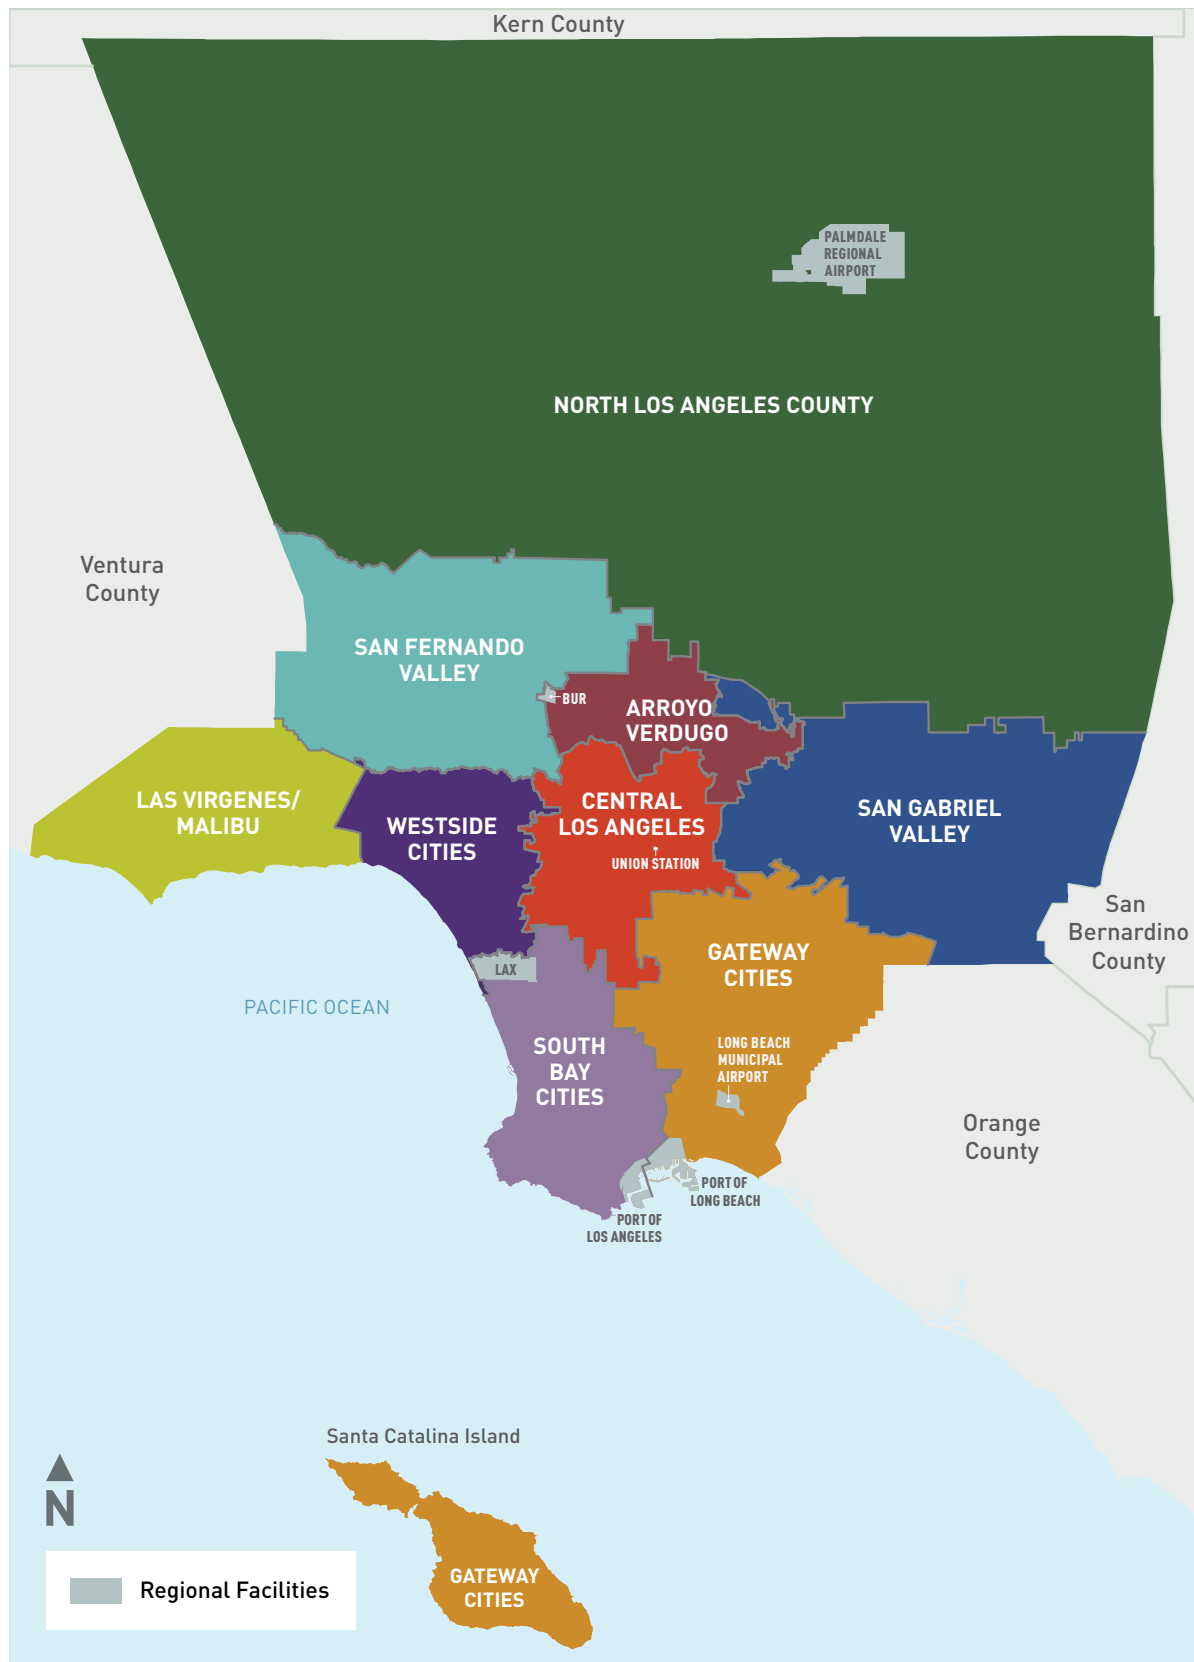 Kern County
PALMDALE
REGIONAL
AIRPORT
NORTH LOS ANGELES COUNTY
Ventura
County
SAN FERNANDO
VALLEY
BUR
ARROYO
VERDUGO
LAS VIRGENES/
MALIBU
WESTSIDE
CITIES
CENTRAL
LOS ANGELES
UNION STATION
SAN GABRIEL
VALLEY
San
Bernardino
County
GATEWAY
CITIES
LAX
PACIFIC OCEAN
SOUTH
BAY
CITIES
LONG BEACH
MUNICIPAL
AIRPORT
Orange
County
PORT OF
LONG BEACH
PORT OF
LOS ANGELES
Santa Catalina Island
N
GATEWAY
CITIES
Regional Facilities